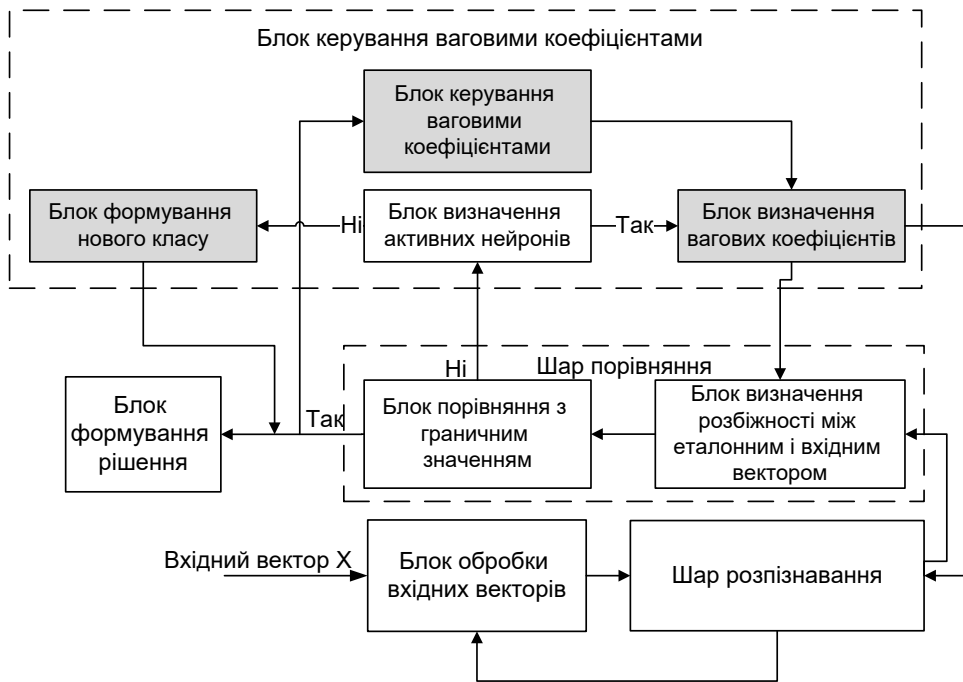 Блок керування ваговими коефіцієнтами
Блок керування
ваговими
коефіцієнтами
Блок формування
нового класу
Ні
Блок визначення
активних нейронів
Так
Блок визначення
вагових коефіцієнтів
Ні
Шар порівняння
Блок
формування
рішення
Так
Блок порівняння з
граничним
значенням
Блок визначення
розбіжності між
еталонним і вхідним
вектором
Вхідний вектор X
Блок обробки
вхідних векторів
Шар розпізнавання